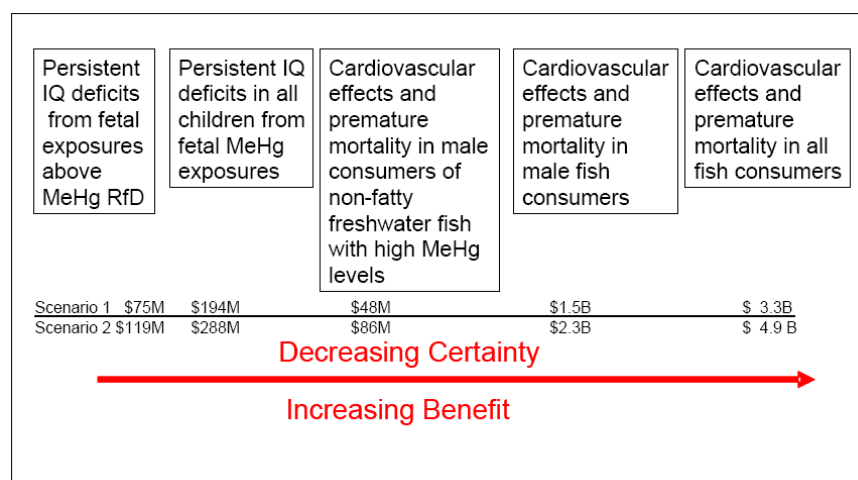 Persistent
IQ deficits
from fetal
exposures
above
MeHg RfD
Persistent IQ
deficits in all
children from
fetal MeHg
exposures
Cardiovascular
effects and
premature
mortality in male
consumers of
non-fatty
freshwater fish
with high MeHg
levels
Cardiovascular
effects and
premature
mortality in
male fish
consumers
Cardiovascular
effects and
premature
mortality in all
fish consumers
Scenario 1 $75M $194M $48M $1.5B $ 3.3B
Scenario 2 $119M $288M $86M $2.3B $ 4.9 B
Decreasing Certainty
Increasing Benefit